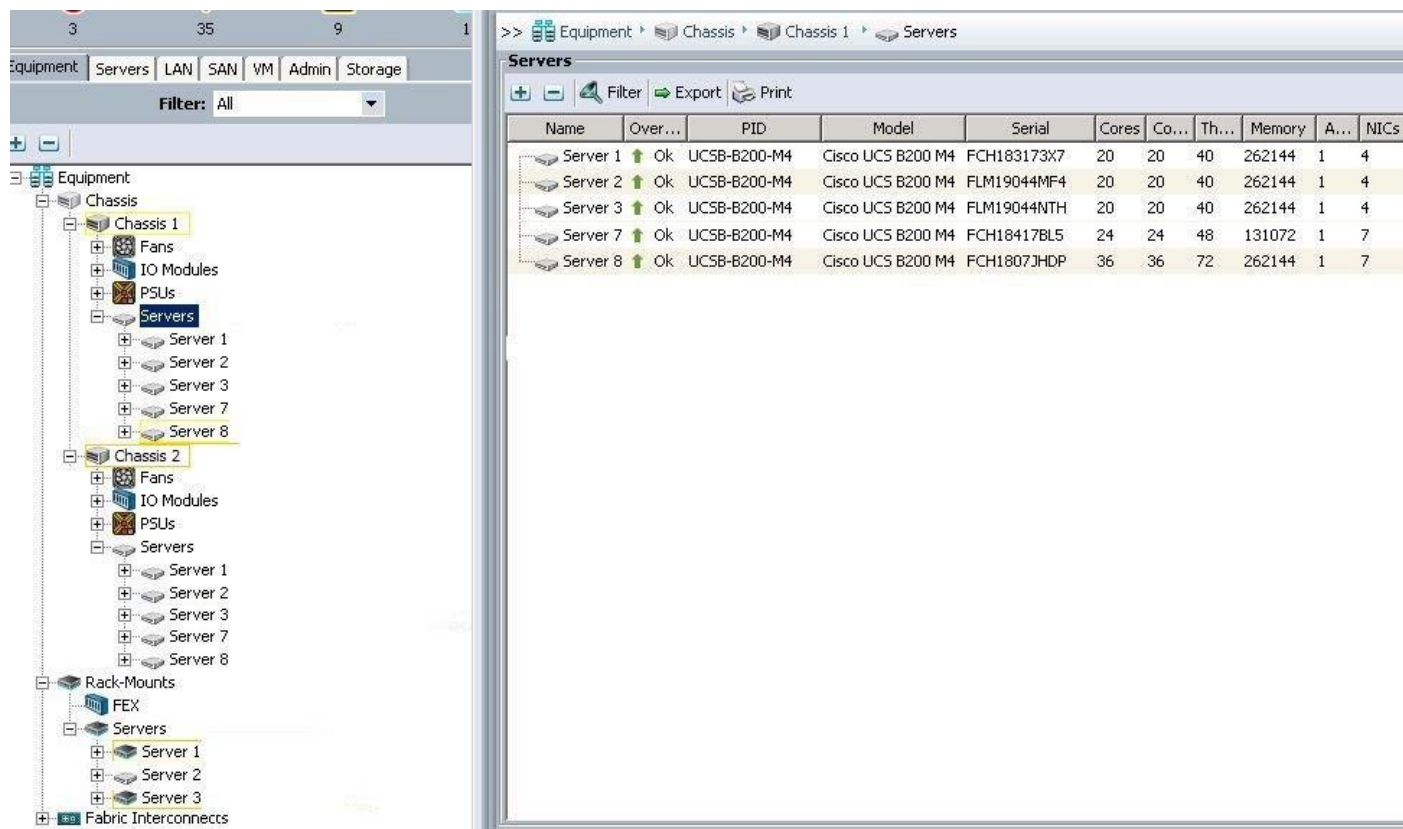 3 35 9 1
Equipment Servers LAN SAN VM Admin Storage
Filter: All
Equipment
Chassis
Chassis 1
Fans
IO Modules
PSUs
Servers
Server 1
Server 2
Server 3
Server 7
Server 8
Chassis 2
Fans
IO Modules
PSUs
Servers
Server 1
Server 2
Server 3
Server 7
Server 8
Rack-Mounts
FEX
Servers
Server 1
Server 2
Server 3
Fabric Interconnects
>> Equipment Chassis Chassis 1 Servers
Servers
Filter Export Print
Name Over... PID Model Serial Cores Co... Th... Memory A... NICs
Server 1 Ok UCSB-B200-M4 Cisco UCS B200 M4 FCH183173X7 20 20 40 262144 1 4
Server 2 Ok UCSB-B200-M4 Cisco UCS B200 M4 FLM19044MF4 20 20 40 262144 1 4
Server 3 Ok UCSB-B200-M4 Cisco UCS B200 M4 FLM19044NTH 20 20 40 262144 1 4
Server 7 Ok UCSB-B200-M4 Cisco UCS B200 M4 FCH18417BL5 24 24 48 131072 1 7
Server 8 Ok UCSB-B200-M4 Cisco UCS B200 M4 FCH1807JHDP 36 36 72 262144 1 7